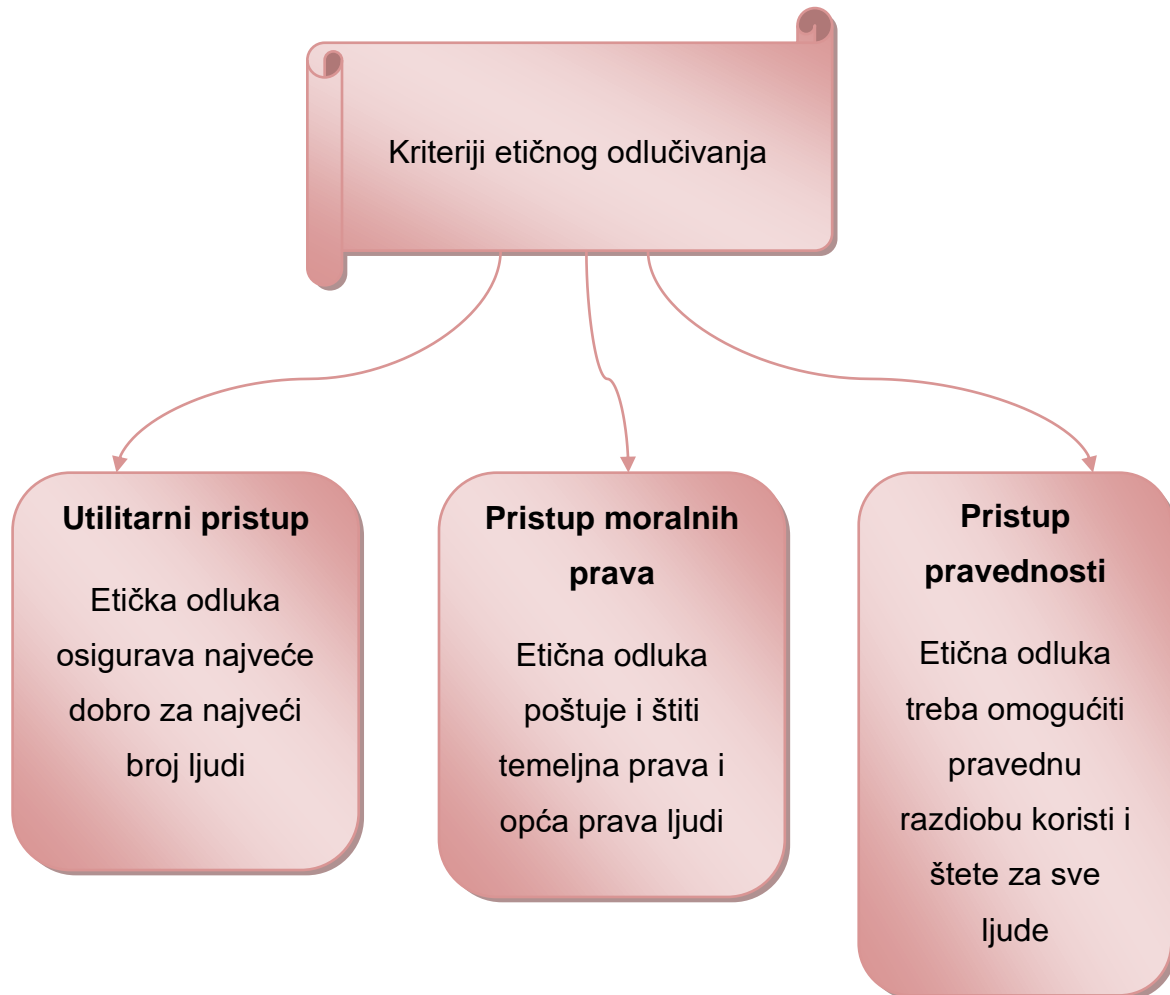 Kriteriji etičnog odlučivanja
Utilitarni pristup
Etička odluka
osigurava najveće
dobro za najveći
broj ljudi
Pristup moralnih
prava
Etična odluka
poštuje i štiti
temeljna prava i
opća prava ljudi
Pristup
pravednosti
Etična odluka
treba omogućiti
pravednu
razdiobu koristi i
štete za sve
ljude